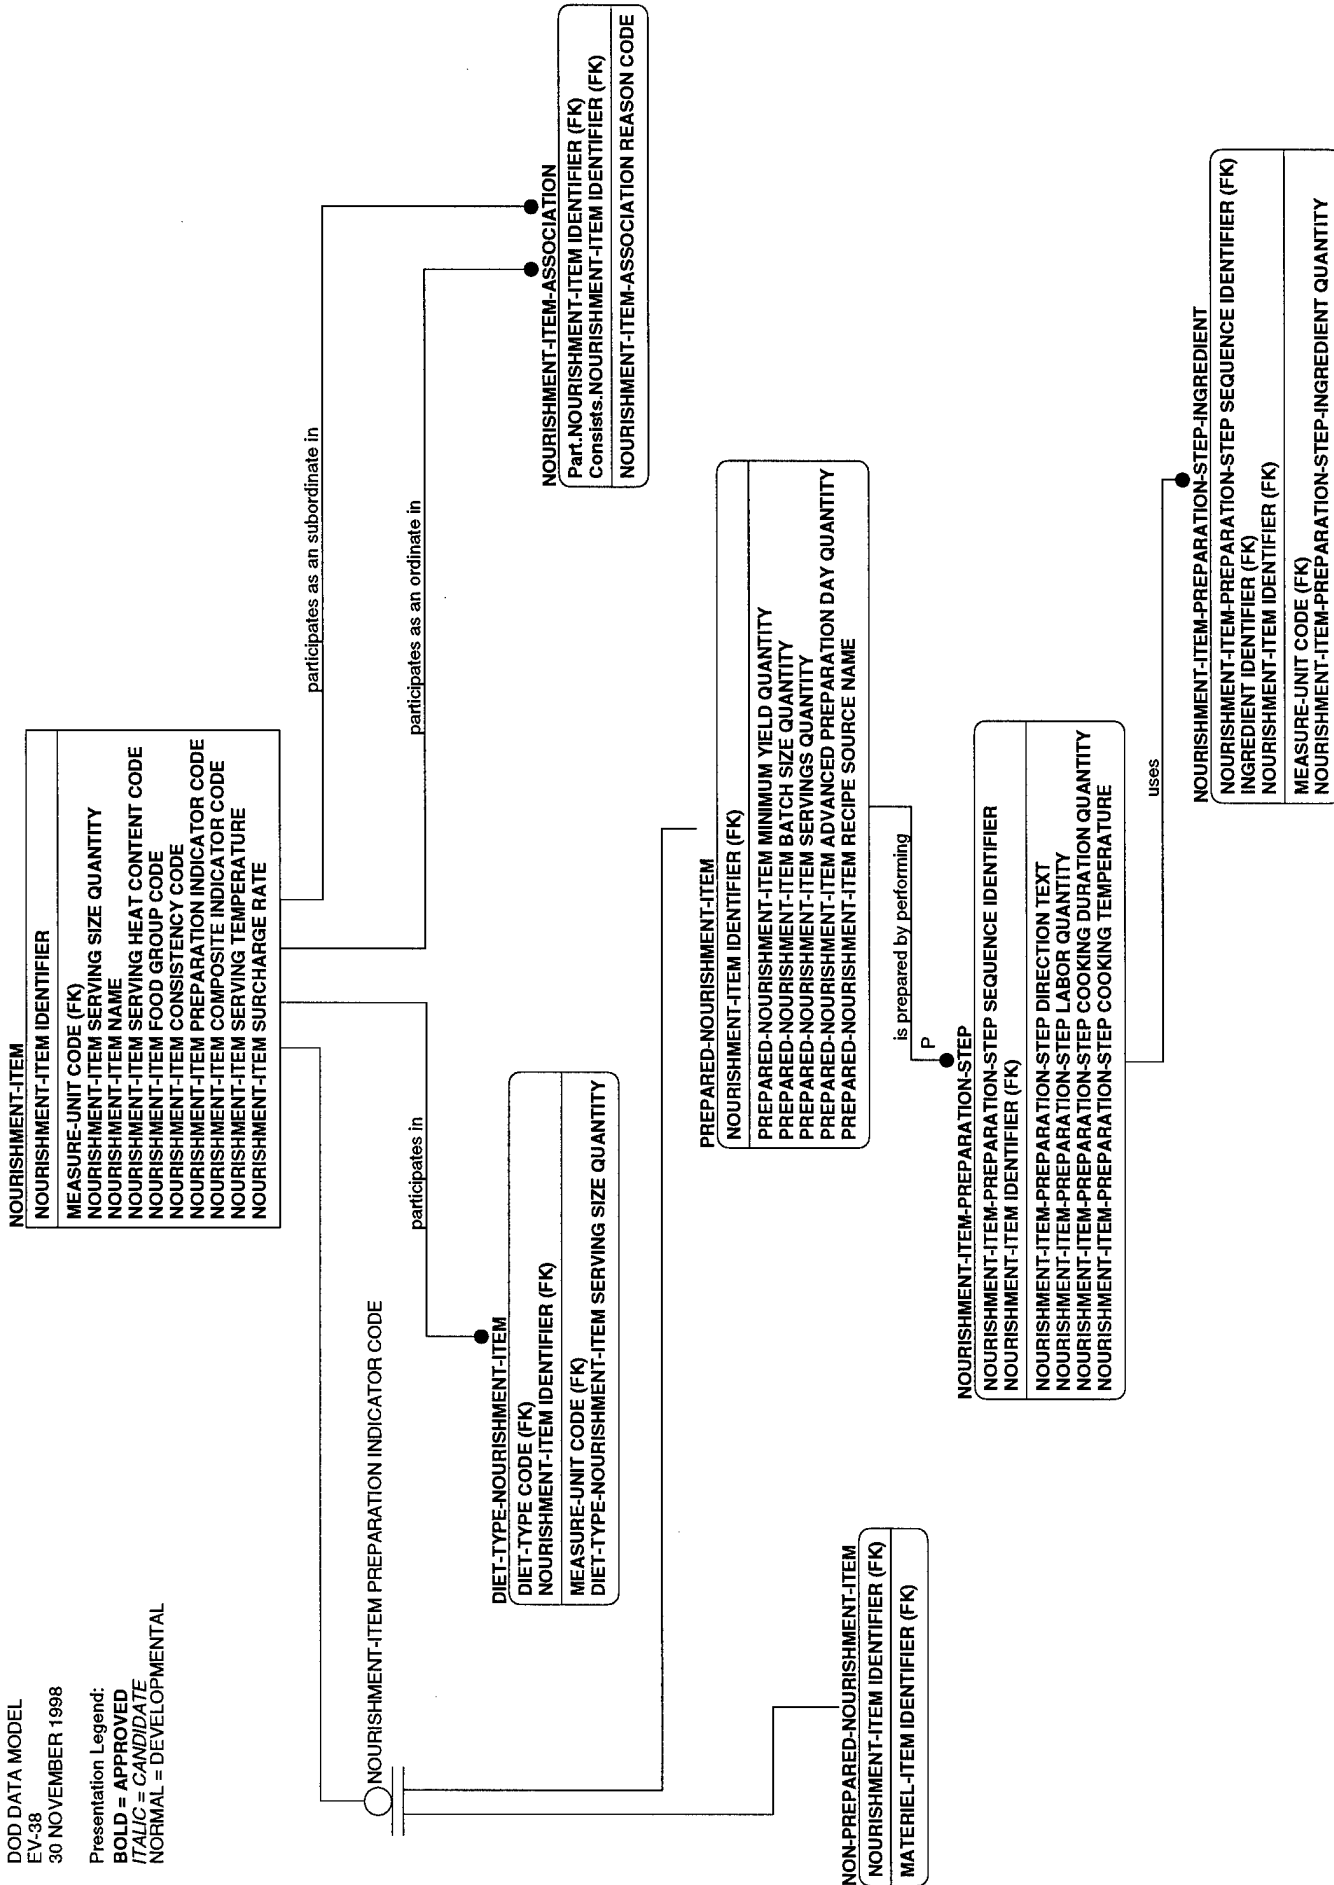 DOD DATA MODEL
EV-38
30 NOVEMBER 1998
Presentation Legend:
BOLD = APPROVED
ITALIC = CANDIDATE
NORMAL = DEVELOPMENTAL
NOURISHMENT-ITEM
NOURISHMENT-ITEM IDENTIFIER
MEASURE-UNIT CODE (FK)
NOURISHMENT-ITEM SERVING SIZE QUANTITY
NOURISHMENT-ITEM NAME
NOURISHMENT-ITEM SERVING HEAT CONTENT CODE
NOURISHMENT-ITEM FOOD GROUP CODE
NOURISHMENT-ITEM CONSISTENCY CODE
NOURISHMENT-ITEM PREPARATION INDICATOR CODE
NOURISHMENT-ITEM COMPOSITE INDICATOR CODE
NOURISHMENT-ITEM SERVING TEMPERATURE
NOURISHMENT-ITEM SURCHARGE RATE
participates as an subordinate in
participates as an ordinate in
participates in
NOURISHMENT-ITEM PREPARATION INDICATOR CODE
NOURISHMENT-ITEM-ASSOCIATION
Part.NOURISHMENT-ITEM IDENTIFIER (FK)
Consists.NOURISHMENT-ITEM IDENTIFIER (FK)
NOURISHMENT-ITEM-ASSOCIATION REASON CODE
DIET-TYPE-NOURISHMENT-ITEM
DIET-TYPE CODE (FK)
NOURISHMENT-ITEM IDENTIFIER (FK)
MEASURE-UNIT CODE (FK)
DIET-TYPE-NOURISHMENT-ITEM SERVING SIZE QUANTITY
PREPARED-NOURISHMENT-ITEM
NOURISHMENT-ITEM IDENTIFIER (FK)
PREPARED-NOURISHMENT-ITEM MINIMUM YIELD QUANTITY
PREPARED-NOURISHMENT-ITEM BATCH SIZE QUANTITY
PREPARED-NOURISHMENT-ITEM SERVINGS QUANTITY
PREPARED-NOURISHMENT-ITEM ADVANCED PREPARATION DAY QUANTITY
PREPARED-NOURISHMENT-ITEM RECIPE SOURCE NAME
NON-PREPARED-NOURISHMENT-ITEM
NOURISHMENT-ITEM IDENTIFIER (FK)
MATERIEL-ITEM IDENTIFIER (FK)
is prepared by performing
P
NOURISHMENT-ITEM-PREPARATION-STEP
NOURISHMENT-ITEM-PREPARATION-STEP SEQUENCE IDENTIFIER
NOURISHMENT-ITEM IDENTIFIER (FK)
NOURISHMENT-ITEM-PREPARATION-STEP DIRECTION TEXT
NOURISHMENT-ITEM-PREPARATION-STEP LABOR QUANTITY
NOURISHMENT-ITEM-PREPARATION-STEP COOKING DURATION QUANTITY
NOURISHMENT-ITEM-PREPARATION-STEP COOKING TEMPERATURE
uses
NOURISHMENT-ITEM-PREPARATION-STEP-INGREDIENT
NOURISHMENT-ITEM-PREPARATION-STEP SEQUENCE IDENTIFIER (FK)
INGREDIENT IDENTIFIER (FK)
NOURISHMENT-ITEM IDENTIFIER (FK)
MEASURE-UNIT CODE (FK)
NOURISHMENT-ITEM-PREPARATION-STEP-INGREDIENT QUANTITY